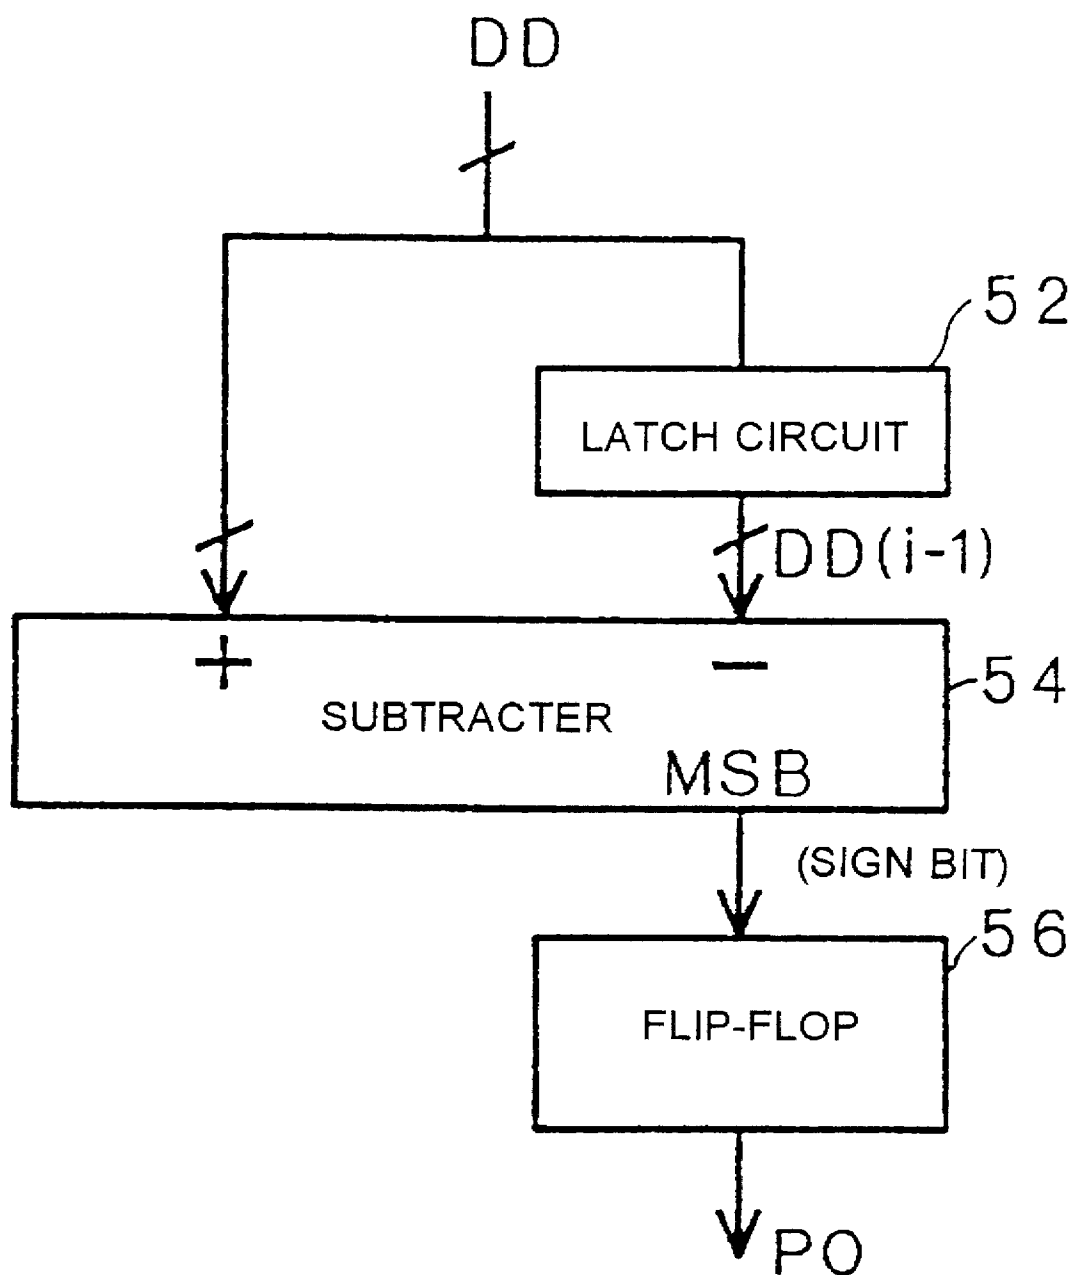 DD
52
LATCH CIRCUIT
DD(i-1)
+ −
54
SUBTRACTER
MSB
(SIGN BIT)
56
FLIP-FLOP
PO